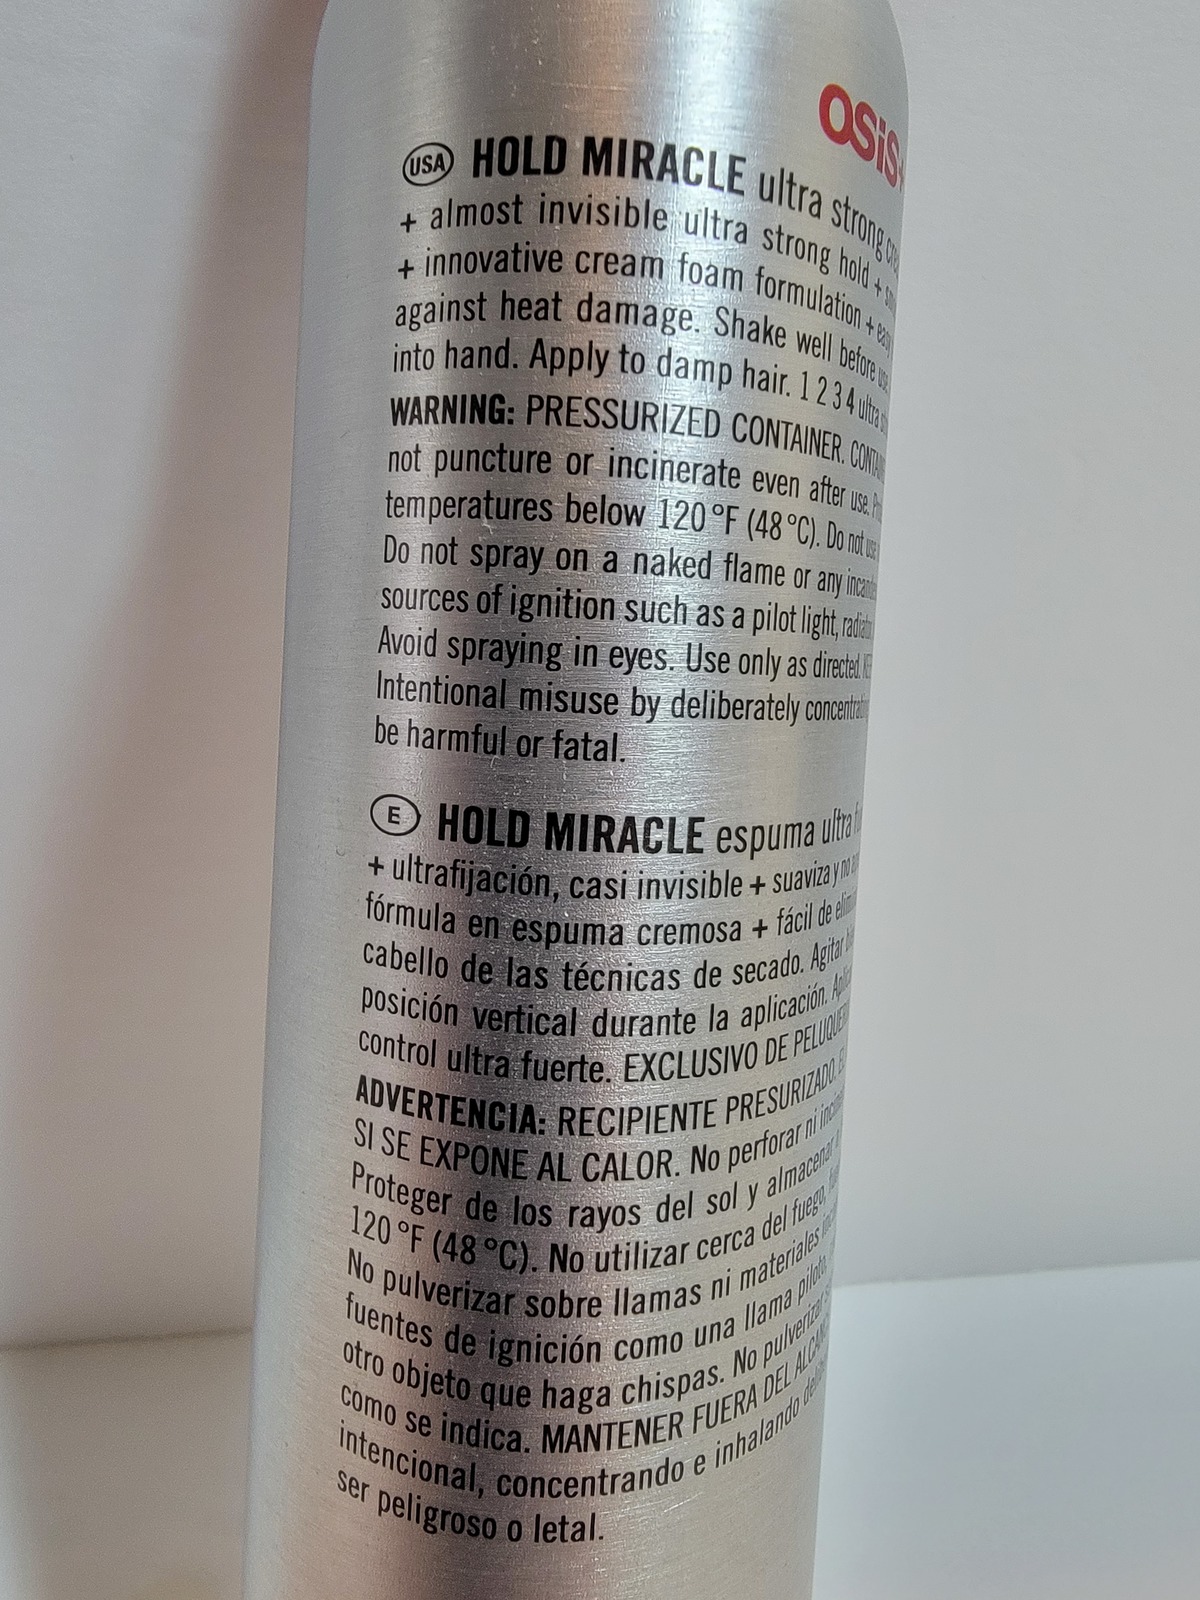 OSiS+
USA HOLD MIRACLE ultra strong
+ almost invisible ultra strong hold +
+ innovative cream foam formulation + easy
against heat damage. Shake well before use
into hand. Apply to damp hair. 1 2 3 4 ultra
WARNING: PRESSURIZED CONTAINER.
not puncture or incinerate even after use.
temperatures below 120 °F (48 °C). Do not use
Do not spray on a naked flame or any
sources of ignition such as a pilot light,
Avoid spraying in eyes. Use only as directed.
Intentional misuse by deliberately
be harmful or fatal.
E HOLD MIRACLE espuma ultra
+ ultrafijación, casi invisible + suaviza y no
fórmula en espuma cremosa + fácil de
cabello de las técnicas de secado. Agitar
posición vertical durante la aplicación.
control ultra fuerte. EXCLUSIVO DE
ADVERTENCIA: RECIPIENTE PRESURIZADO.
SI SE EXPONE AL CALOR. No perforar ni
Proteger de los rayos del sol y almacenar a
120 °F (48 °C). No utilizar cerca del fuego,
No pulverizar sobre llamas ni materiales
fuentes de ignición como una llama piloto,
otro objeto que haga chispas. No pulverizar
como se indica. MANTENER FUERA DEL
intencional, concentrando e inhalando
ser peligroso o letal.